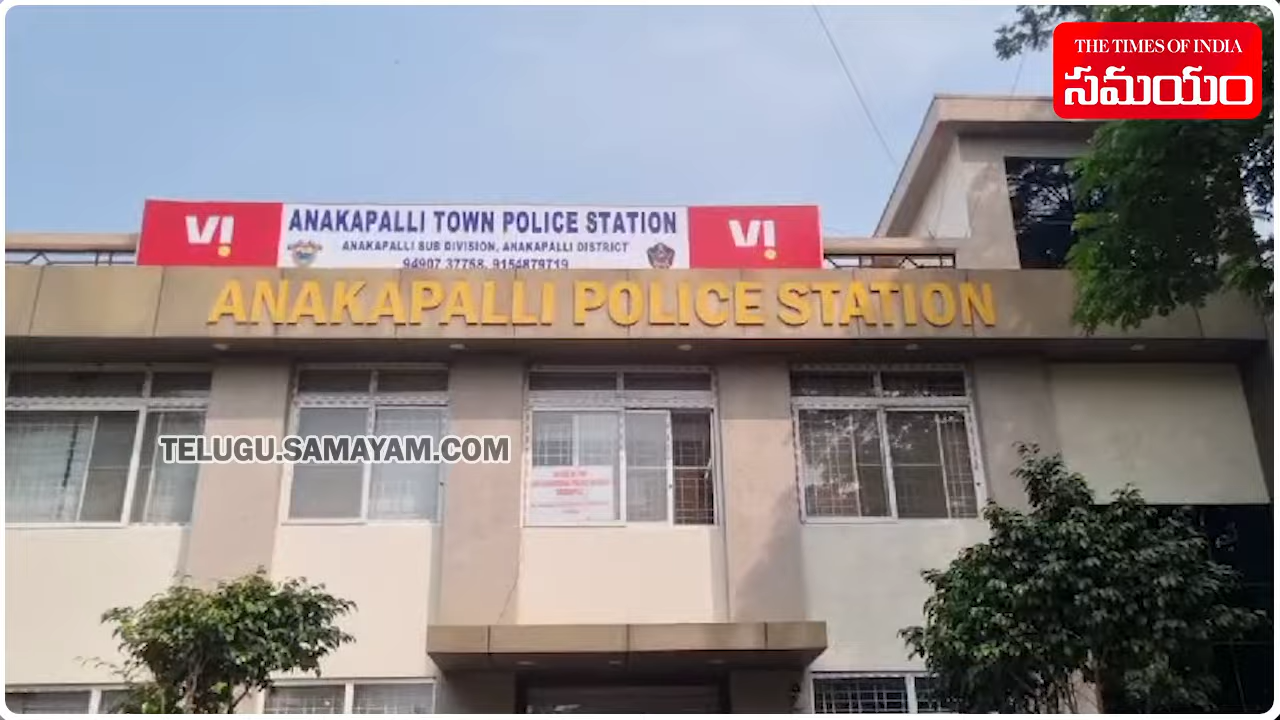 THE TIMES OF INDIA
సమయం
VI ANAKAPALLI TOWN POLICE STATION VI
ANAKAPALLI SUB DIVISION, ANAKAPALLI DISTRICT
94907 37758, 9154879719
ANAKAPALLI POLICE STATION
TELUGU.SAMAYAM.COM